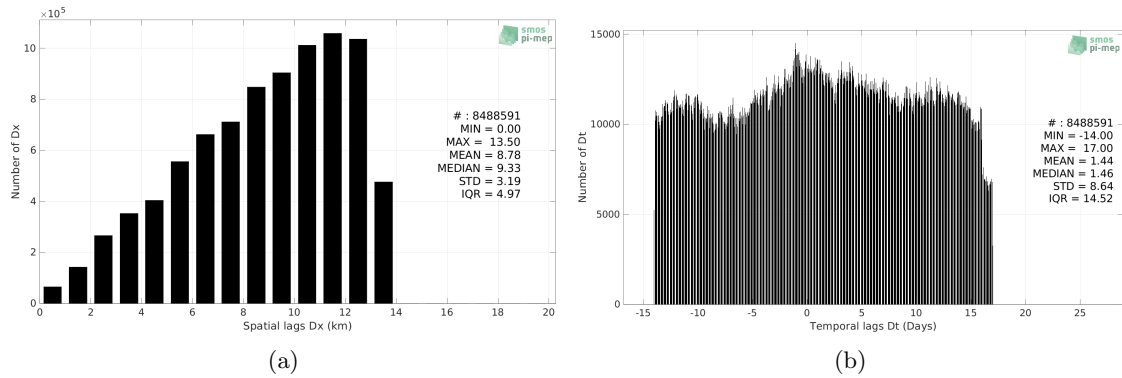 ×10⁵
10
8
6
4
2
0
Number of Dx
0 2 4 6 8 10 12 14 16 18 20
Spatial lags Dx (km)
smos
pi-mep
# : 8488591
MIN = 0.00
MAX = 13.50
MEAN = 8.78
MEDIAN = 9.33
STD = 3.19
IQR = 4.97
(a)
15000
10000
5000
0
Number of Dt
-15 -10 -5 0 5 10 15 20 25
Temporal lags Dt (Days)
smos
pi-mep
# : 8488591
MIN = -14.00
MAX = 17.00
MEAN = 1.44
MEDIAN = 1.46
STD = 8.64
IQR = 14.52
(b)